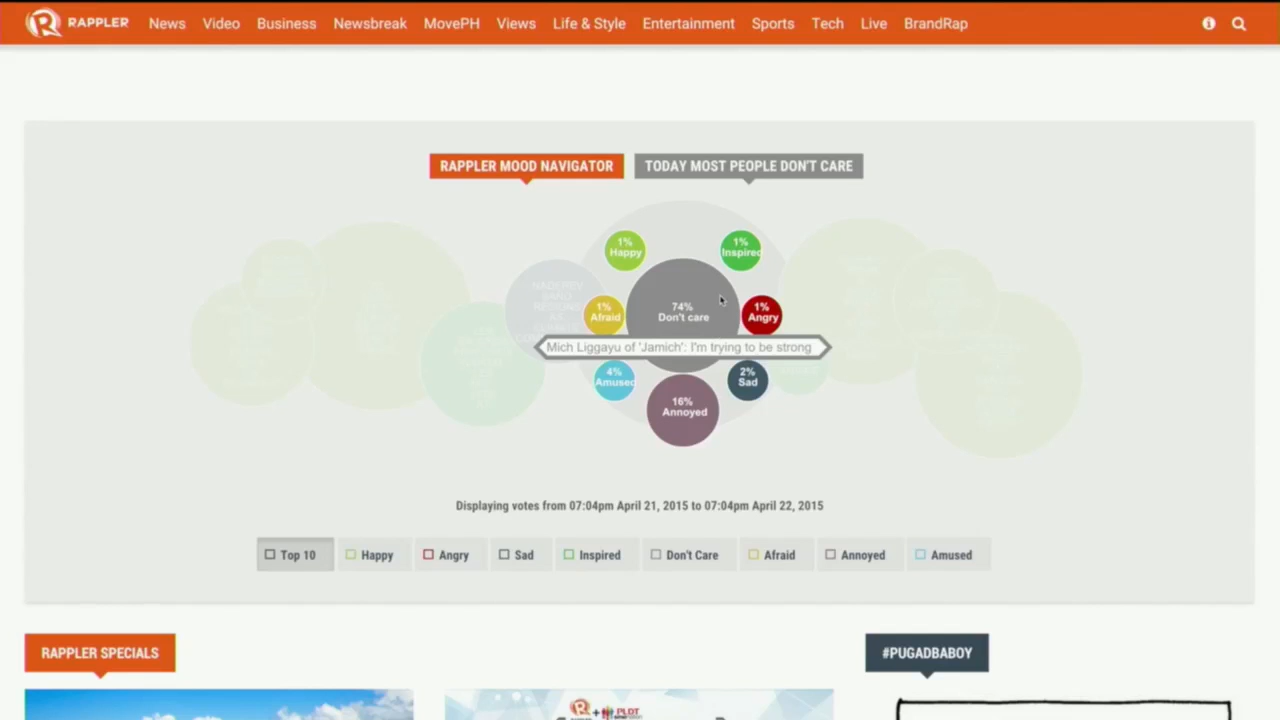 RAPPLER News Video Business Newsbreak MovePH Views Life & Style Entertainment Sports Tech Live BrandRap
RAPPLER MOOD NAVIGATOR
TODAY MOST PEOPLE DON'T CARE
1%
Happy
1%
Inspired
1%
Afraid
74%
Don't care
1%
Angry
Mich Liggayu of 'Jamich': I'm trying to be strong
4%
Amused
2%
Sad
16%
Annoyed
Displaying votes from 07:04pm April 21, 2015 to 07:04pm April 22, 2015
Top 10 Happy Angry Sad Inspired Don't Care Afraid Annoyed Amused
RAPPLER SPECIALS
#PUGADBABOY
PLDT